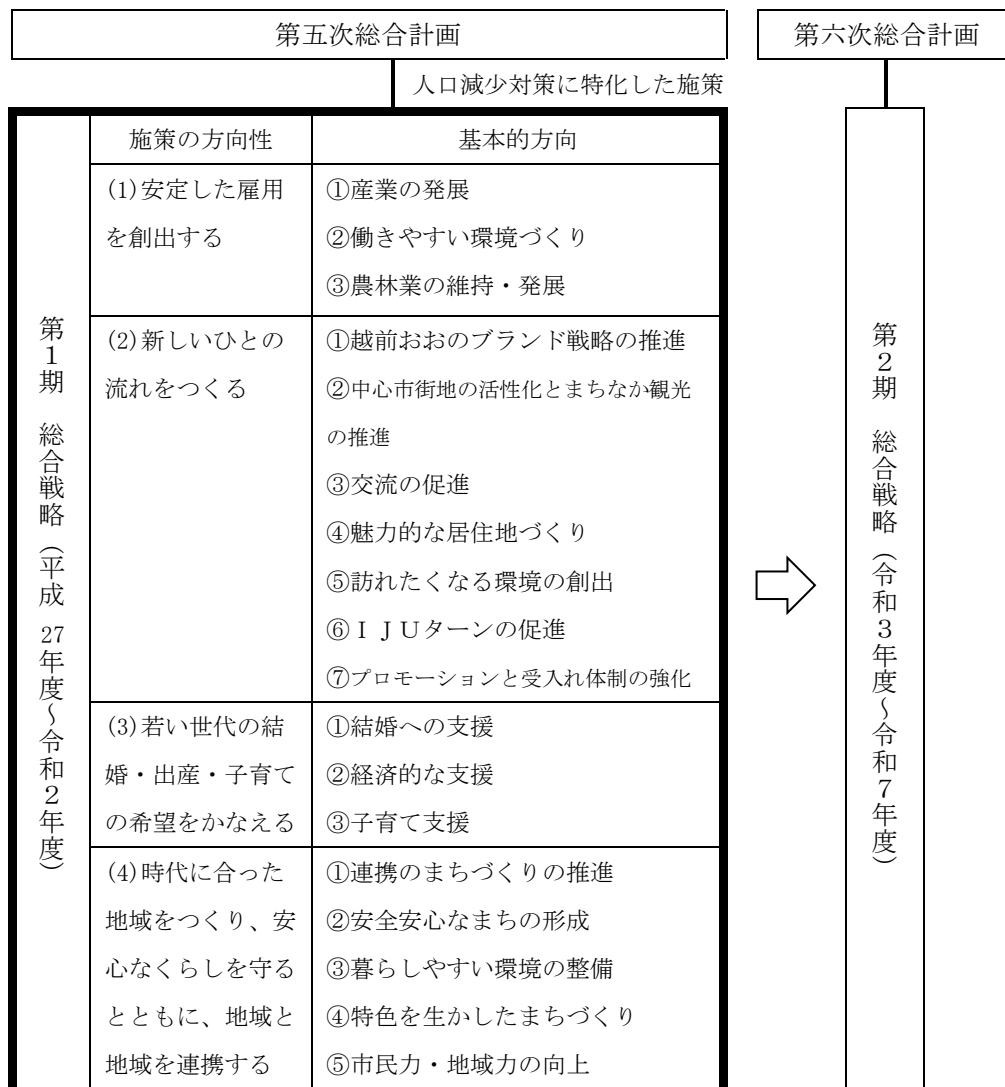 第五次総合計画
第六次総合計画
人口減少対策に特化した施策
第１期　総合戦略（平成 27年度～令和２年度）
施策の方向性
基本的方向
(1)安定した雇用
を創出する
①産業の発展
②働きやすい環境づくり
③農林業の維持・発展
(2)新しいひとの
流れをつくる
①越前おおのブランド戦略の推進
②中心市街地の活性化とまちなか観光
の推進
③交流の促進
④魅力的な居住地づくり
⑤訪れたくなる環境の創出
⑥ＩＪＵターンの促進
⑦プロモーションと受入れ体制の強化
(3)若い世代の結
婚・出産・子育て
の希望をかなえる
①結婚への支援
②経済的な支援
③子育て支援
(4)時代に合った
地域をつくり、安
心なくらしを守る
とともに、地域と
地域を連携する
①連携のまちづくりの推進
②安全安心なまちの形成
③暮らしやすい環境の整備
④特色を生かしたまちづくり
⑤市民力・地域力の向上
第２期　総合戦略（令和３年度～令和７年度）